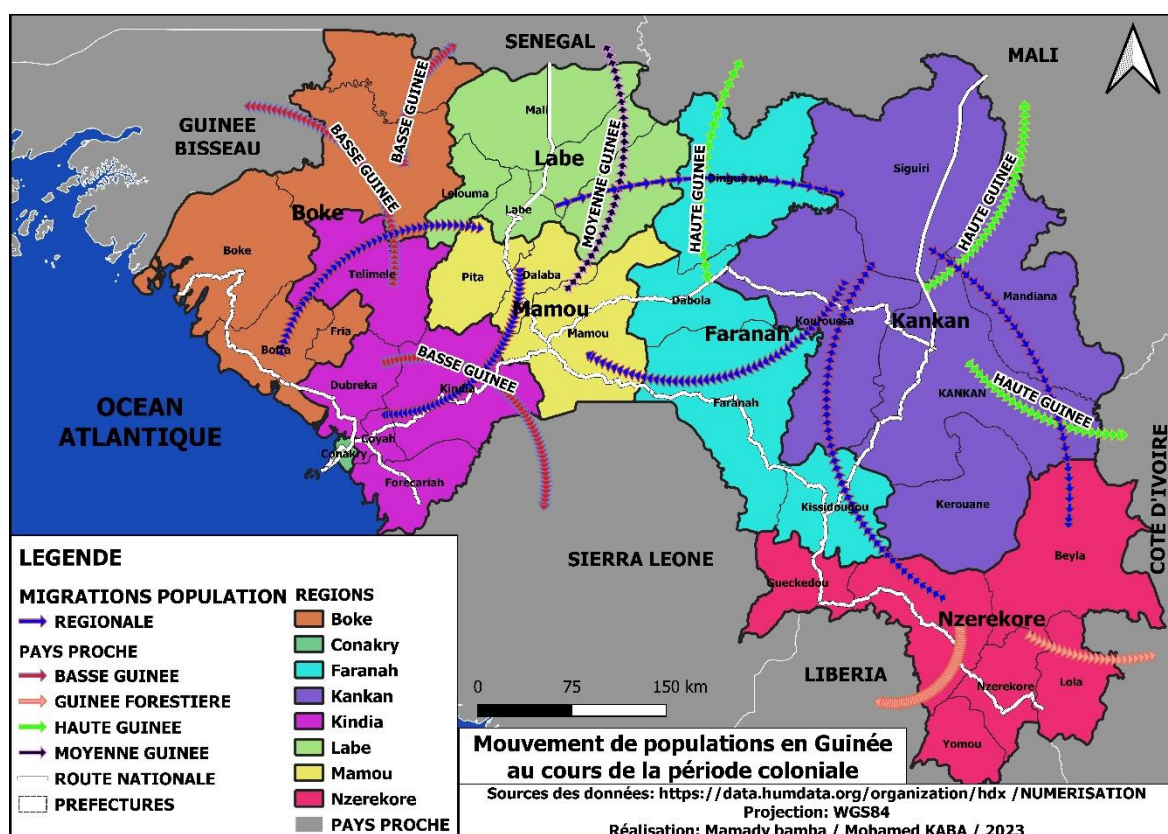 SENEGAL
MALI
GUINEE
BISSEAU
BASSE GUINEE
BASSE GUINEE
MOYENNE GUINEE
HAUTE GUINEE
HAUTE GUINEE
Mali
Labe
Lelouma
Labe
Dinguiraye
Siguiri
Boke
Boke
Telimele
Pita
Dalaba
Mamou
Mamou
Dabola
Kouroussa
Mandiana
Kankan
Faranah
Fria
Boffa
BASSE GUINEE
Dubreka
Kindia
KANKAN
HAUTE GUINEE
Faranah
OCEAN
ATLANTIQUE
Coyah
Conakry
Forecariah
Kissidougou
Kerouane
COTE D'IVOIRE
SIERRA LEONE
Beyla
Gueckedou
Nzerekore
LIBERIA
Nzerekore
Lola
Yomou
LEGENDE
MIGRATIONS POPULATION
REGIONALE
PAYS PROCHE
BASSE GUINEE
GUINEE FORESTIERE
HAUTE GUINEE
MOYENNE GUINEE
ROUTE NATIONALE
PREFECTURES
REGIONS
Boke
Conakry
Faranah
Kankan
Kindia
Labe
Mamou
Nzerekore
PAYS PROCHE
0 75 150 km
Mouvement de populations en Guinée
au cours de la période coloniale
Sources des données: https://data.humdata.org/organization/hdx /NUMERISATION
Projection: WGS84
Réalisation: Mamady bamba / Mohamed KABA / 2023